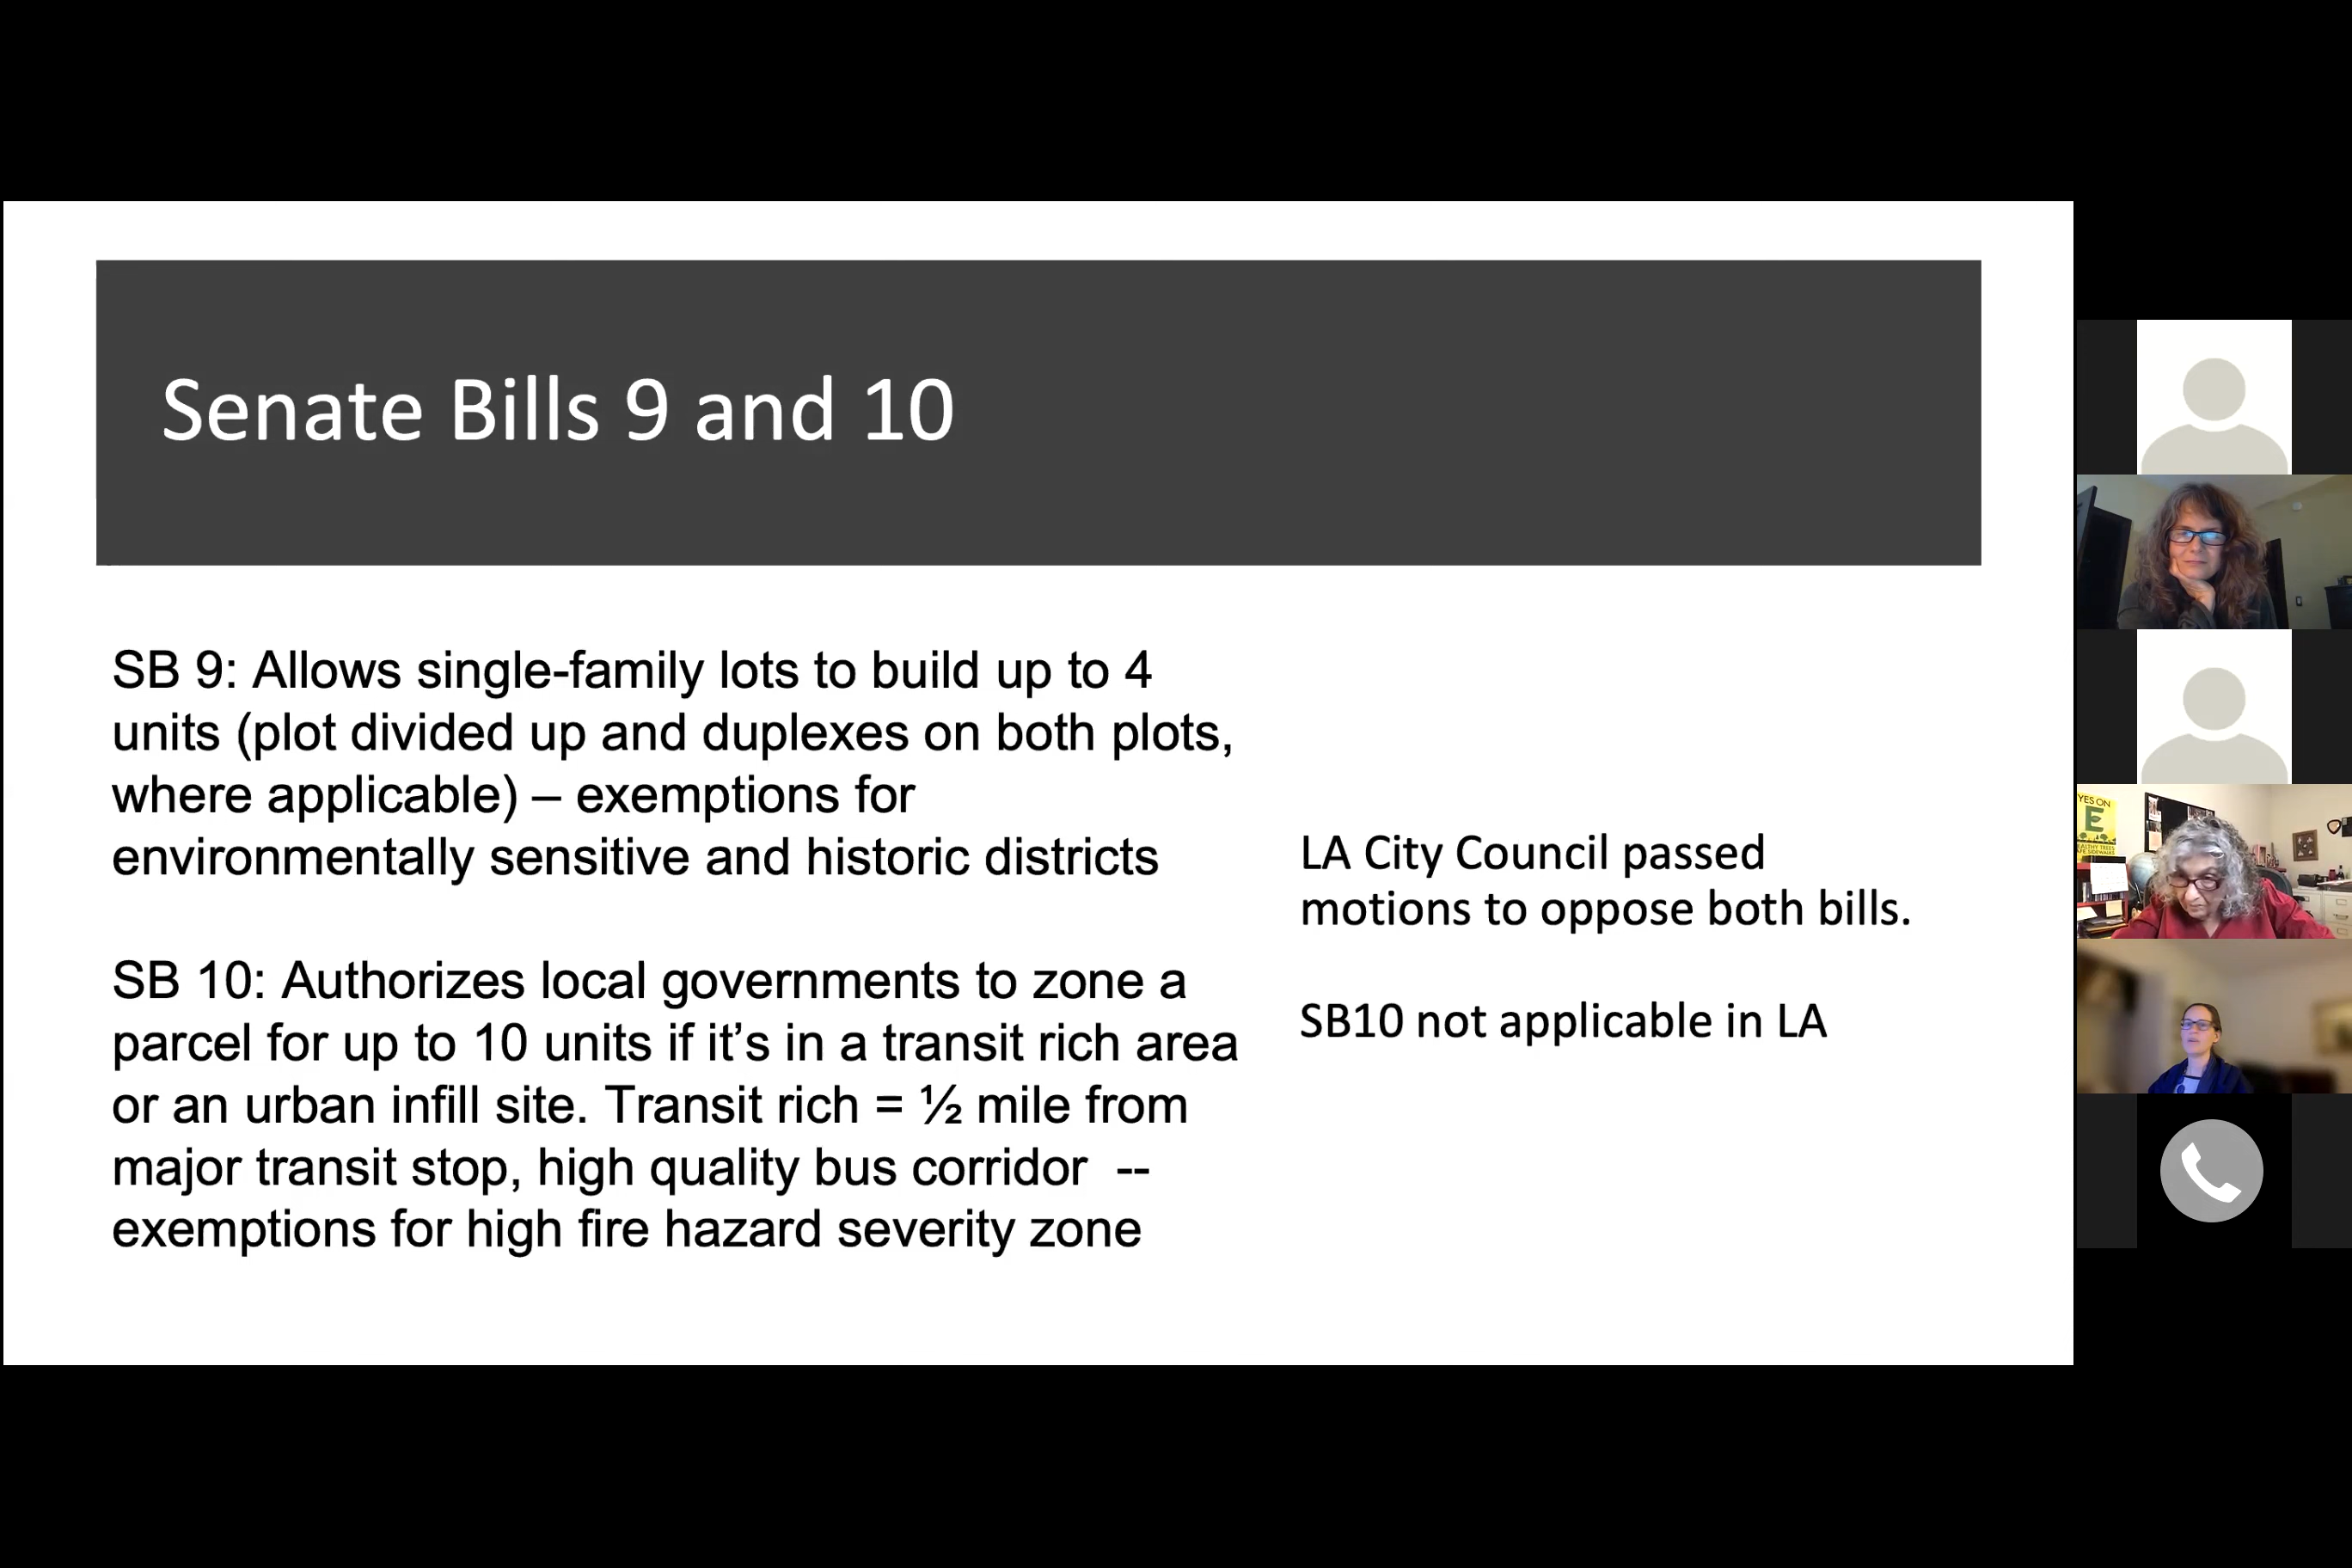 Senate Bills 9 and 10
SB 9: Allows single-family lots to build up to 4
units (plot divided up and duplexes on both plots,
where applicable) – exemptions for
environmentally sensitive and historic districts
SB 10: Authorizes local governments to zone a
parcel for up to 10 units if it’s in a transit rich area
or an urban infill site. Transit rich = ½ mile from
major transit stop, high quality bus corridor  --
exemptions for high fire hazard severity zone
LA City Council passed
motions to oppose both bills.
SB10 not applicable in LA
YES ON
E